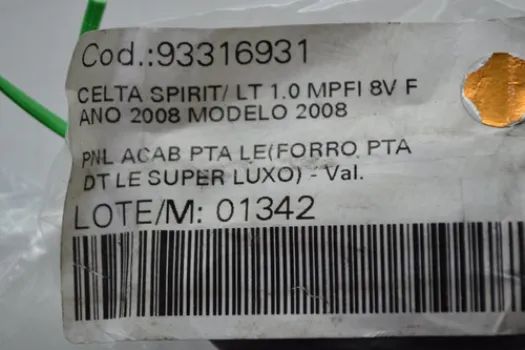 Cod.:93316931
CELTA SPIRIT/ LT 1.0 MPFI 8V F
ANO 2008 MODELO 2008
PNL ACAB PTA LE(FORRO PTA
DT LE SUPER LUXO) - Val.
LOTE/M: 01342